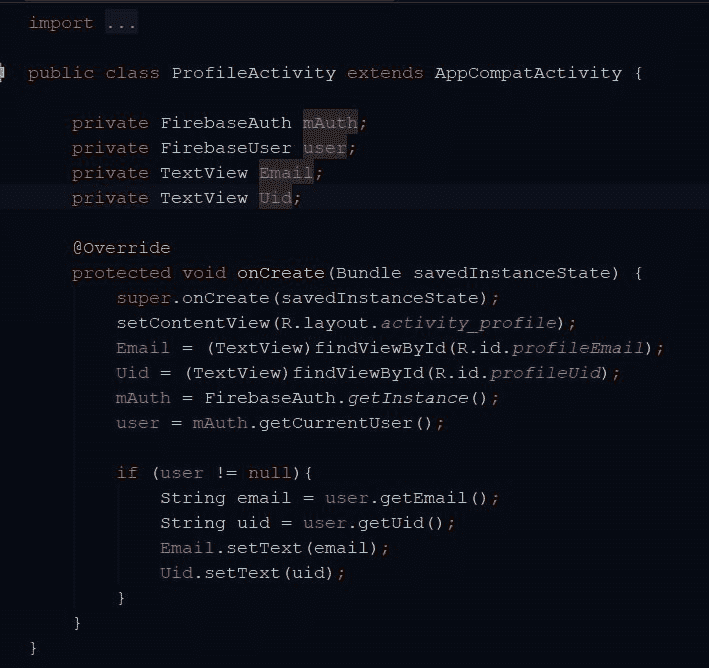 import ...
public class ProfileActivity extends AppCompatActivity {
private FirebaseAuth mAuth;
private FirebaseUser user;
private TextView Email;
private TextView Uid;
@Override
protected void onCreate(Bundle savedInstanceState) {
super.onCreate(savedInstanceState);
setContentView(R.layout.activity_profile);
Email = (TextView)findViewById(R.id.profileEmail);
Uid = (TextView)findViewById(R.id.profileUid);
mAuth = FirebaseAuth.getInstance();
user = mAuth.getCurrentUser();
if (user != null){
String email = user.getEmail();
String uid = user.getUid();
Email.setText(email);
Uid.setText(uid);
}
}
}